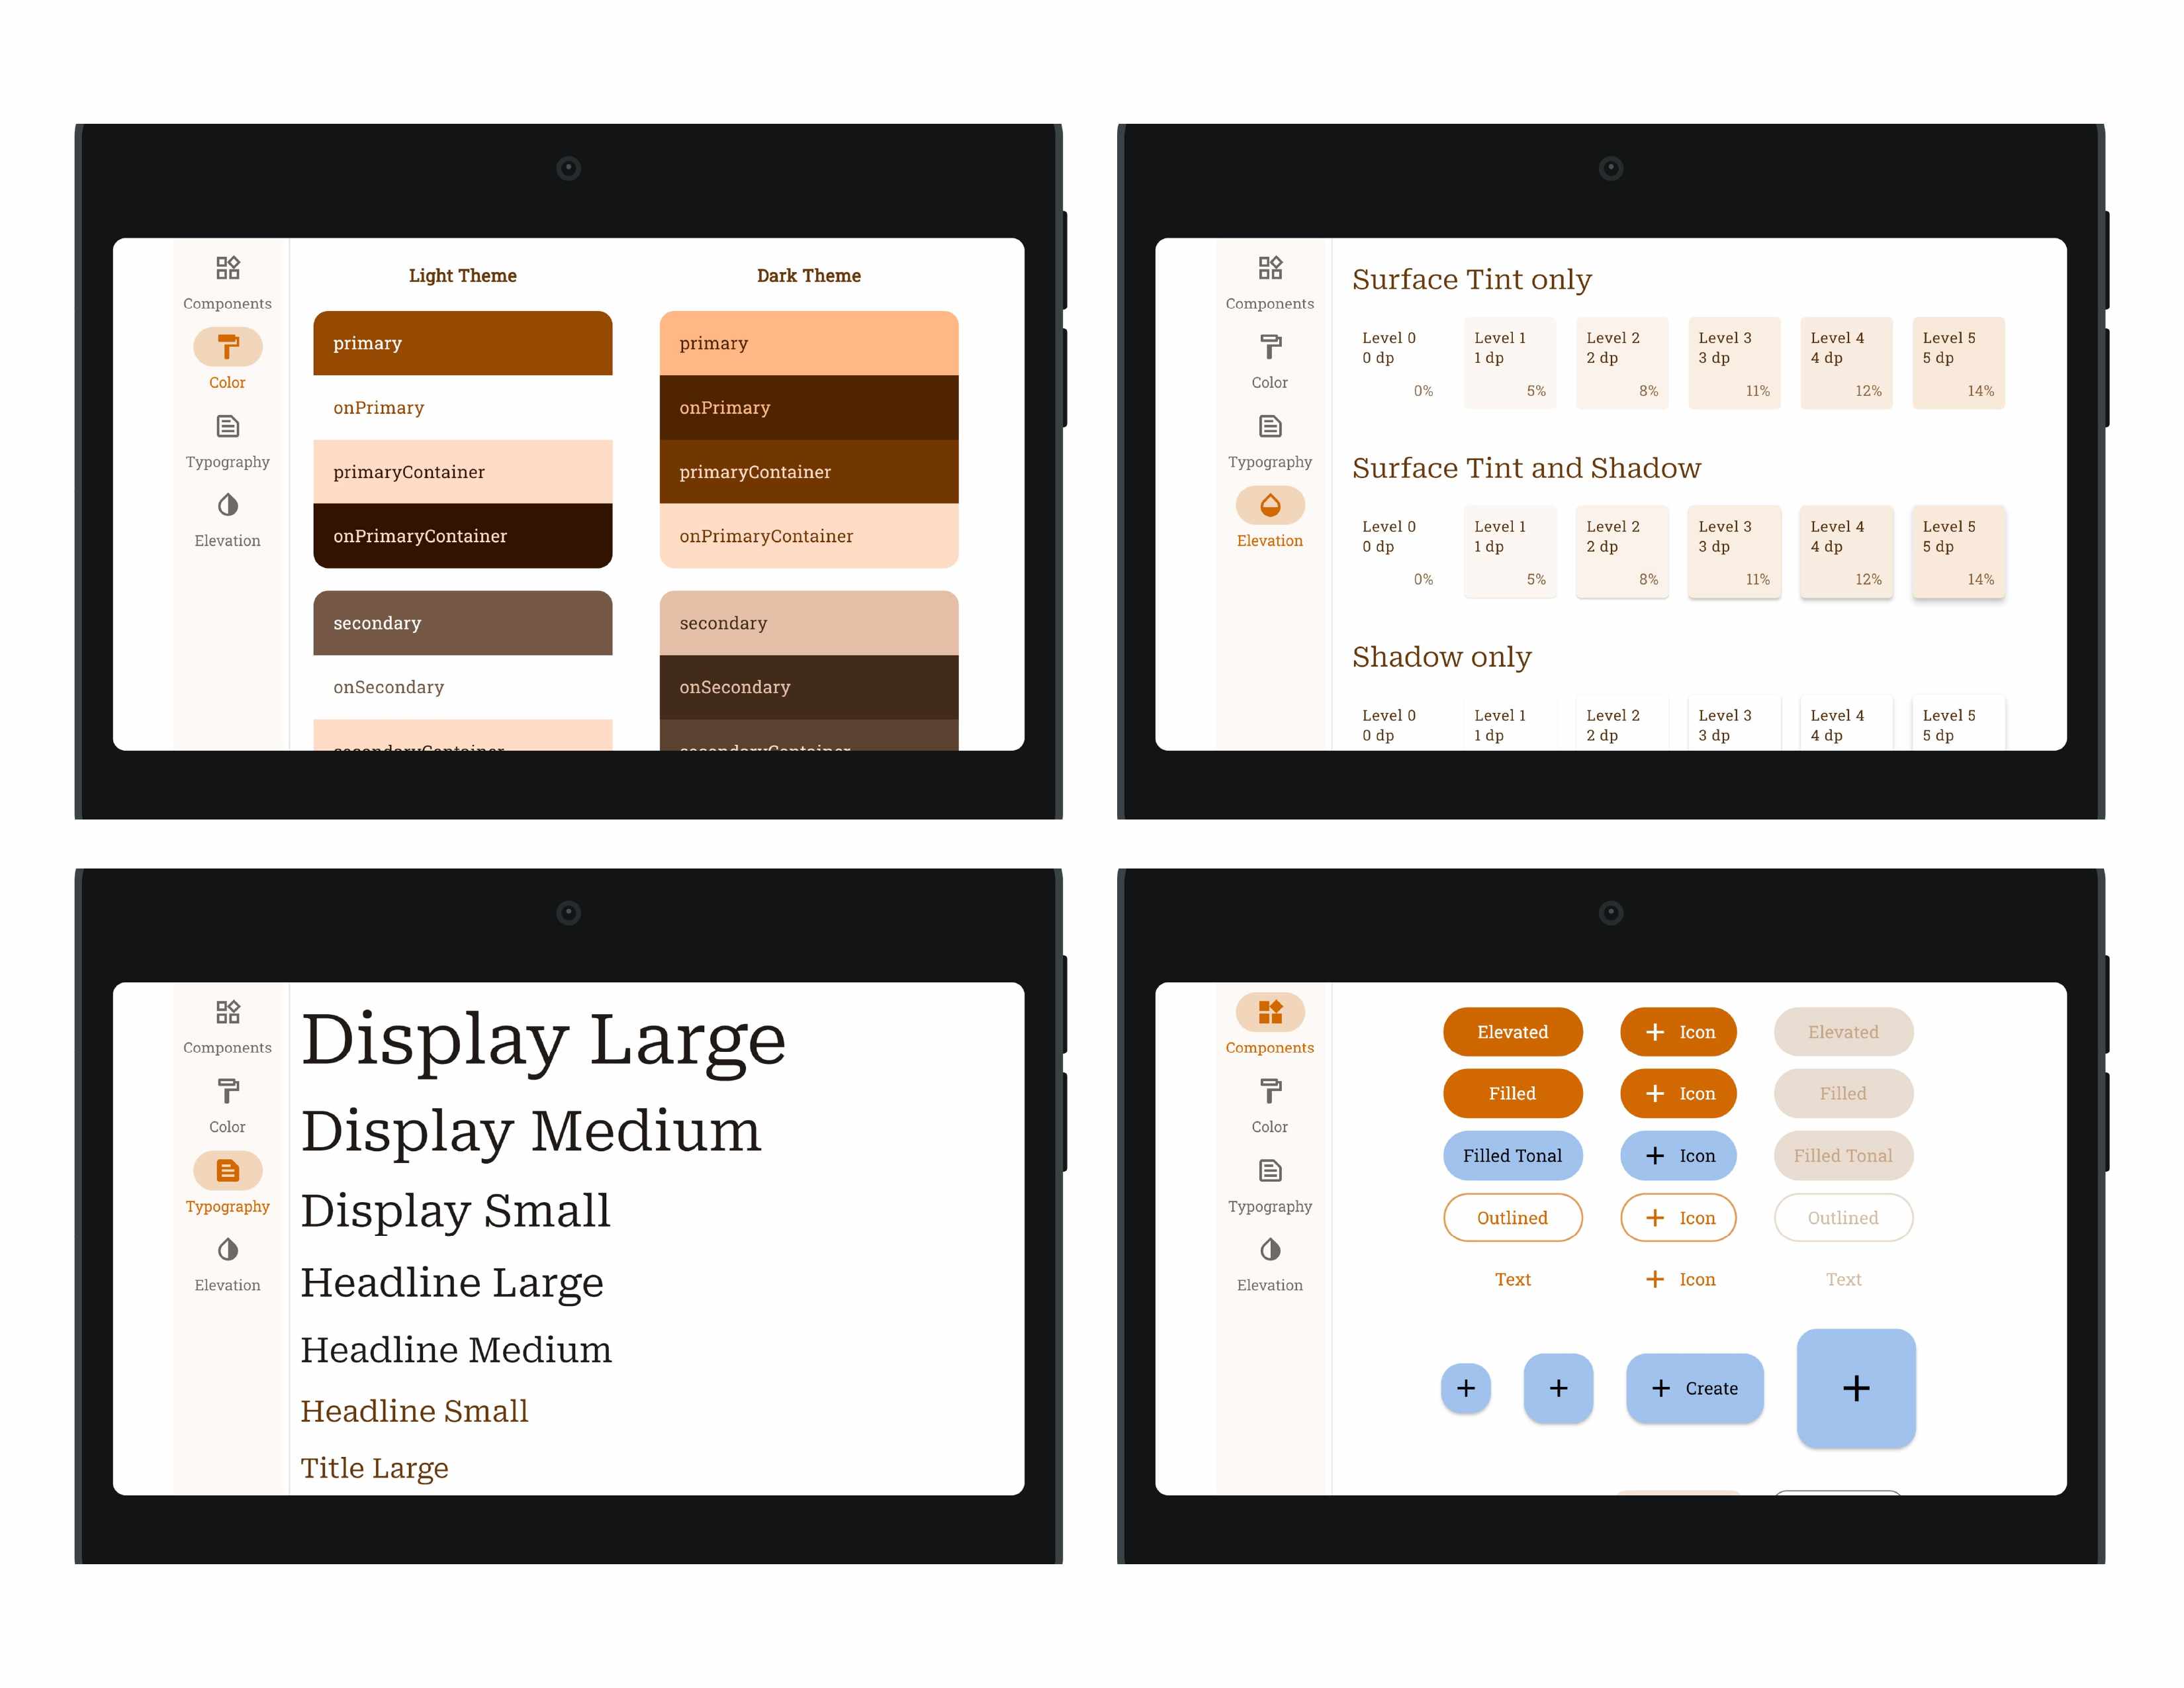 Components
Color
Typography
Elevation
Light Theme
primary
onPrimary
primaryContainer
onPrimaryContainer
secondary
onSecondary
secondaryContainer
Dark Theme
primary
onPrimary
primaryContainer
onPrimaryContainer
secondary
onSecondary
secondaryContainer
Components
Color
Typography
Elevation
Surface Tint only
Level 0
0 dp
0%
Level 1
1 dp
5%
Level 2
2 dp
8%
Level 3
3 dp
11%
Level 4
4 dp
12%
Level 5
5 dp
14%
Surface Tint and Shadow
Level 0
0 dp
0%
Level 1
1 dp
5%
Level 2
2 dp
8%
Level 3
3 dp
11%
Level 4
4 dp
12%
Level 5
5 dp
14%
Shadow only
Level 0
0 dp
Level 1
1 dp
Level 2
2 dp
Level 3
3 dp
Level 4
4 dp
Level 5
5 dp
Components
Color
Typography
Elevation
Display Large
Display Medium
Display Small
Headline Large
Headline Medium
Headline Small
Title Large
Components
Color
Typography
Elevation
Elevated
+ Icon
Elevated
Filled
+ Icon
Filled
Filled Tonal
+ Icon
Filled Tonal
Outlined
+ Icon
Outlined
Text
+ Icon
Text
+ Create